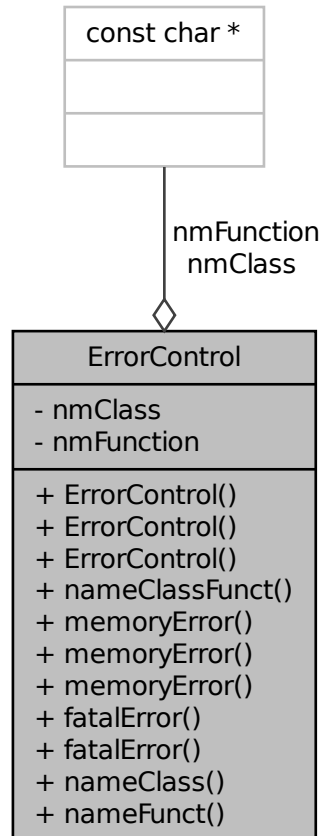 const char *
nmFunction
nmClass
ErrorControl
- nmClass
- nmFunction
+ ErrorControl()
+ ErrorControl()
+ ErrorControl()
+ nameClassFunct()
+ memoryError()
+ memoryError()
+ memoryError()
+ fatalError()
+ fatalError()
+ nameClass()
+ nameFunct()